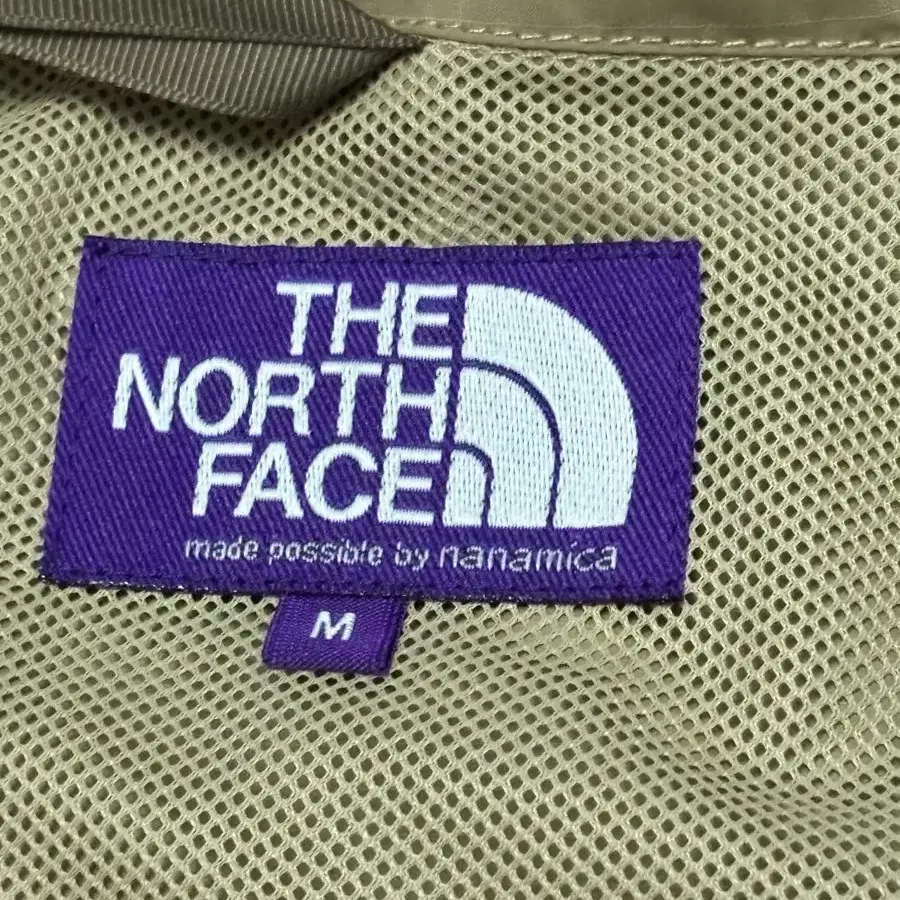 THE
NORTH
FACE
made possible by nanamica
M